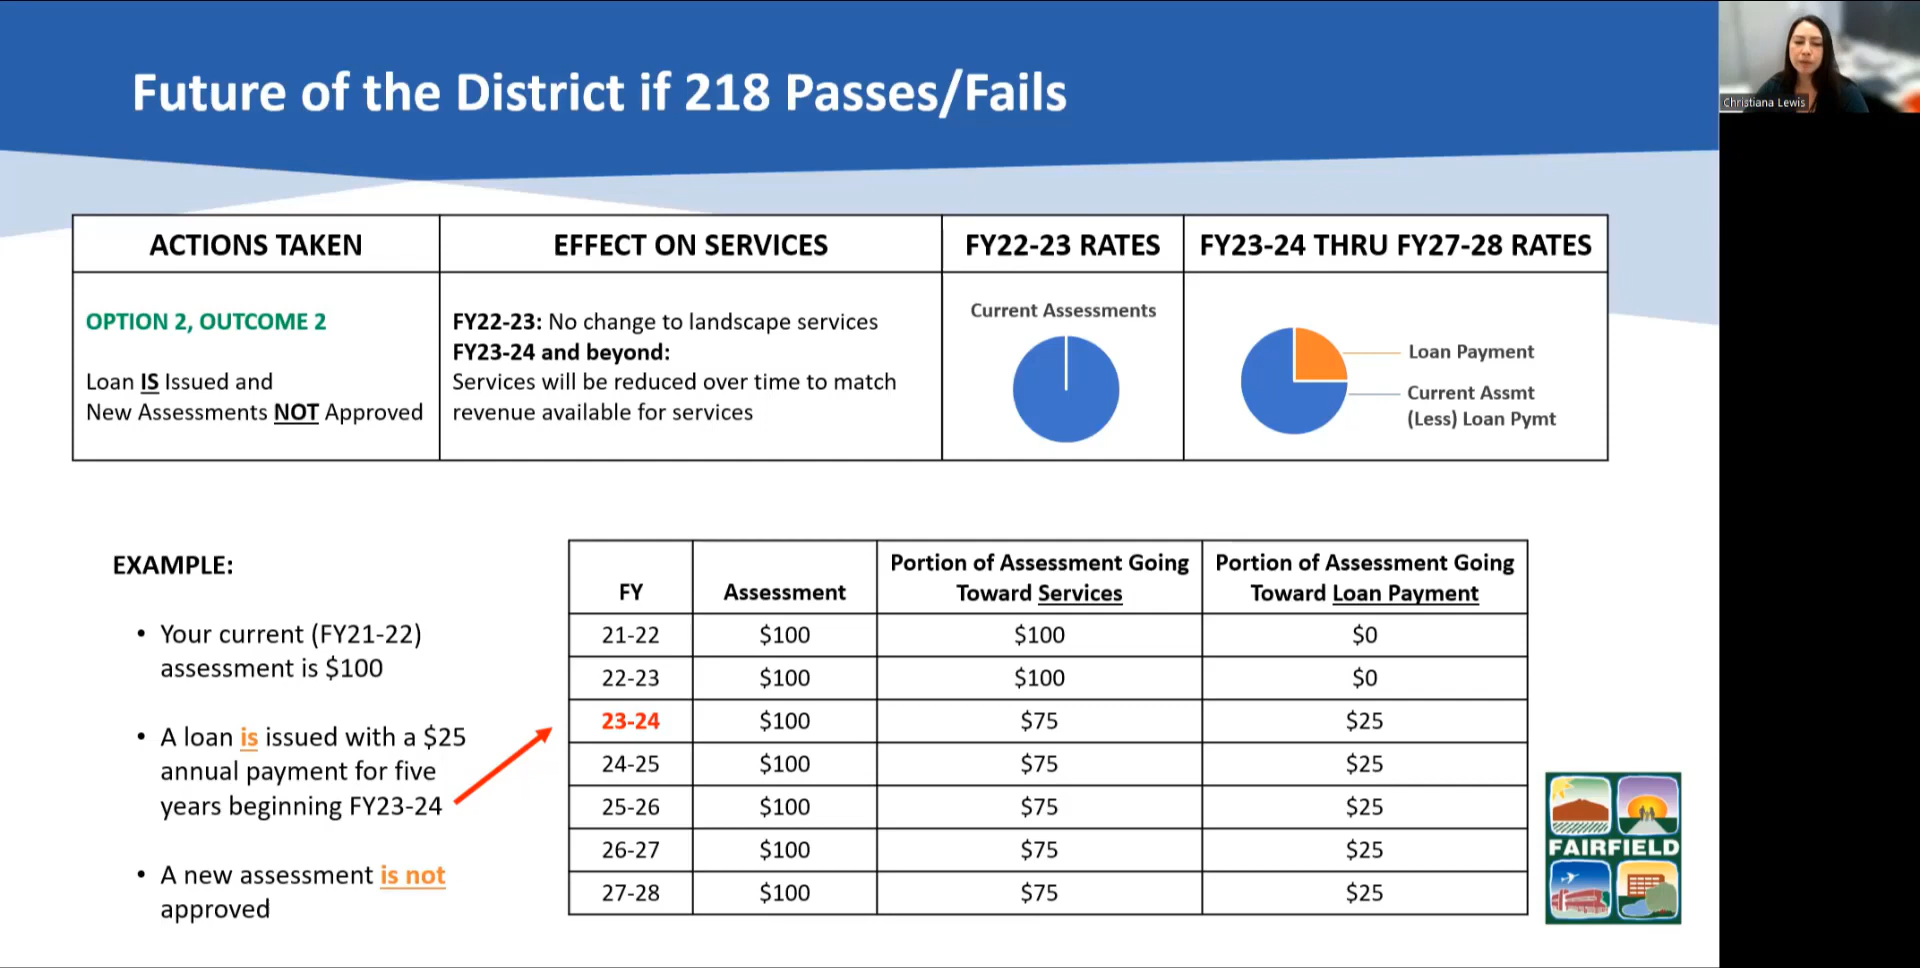 Future of the District if 218 Passes/Fails
Christiana Lewis
ACTIONS TAKEN
EFFECT ON SERVICES
FY22-23 RATES
FY23-24 THRU FY27-28 RATES
OPTION 2, OUTCOME 2
Loan IS Issued and
New Assessments NOT Approved
FY22-23: No change to landscape services
FY23-24 and beyond:
Services will be reduced over time to match
revenue available for services
Current Assessments
Loan Payment
Current Assmt
(Less) Loan Pymt
EXAMPLE:
• Your current (FY21-22)
assessment is $100
• A loan is issued with a $25
annual payment for five
years beginning FY23-24
• A new assessment is not
approved
FY
Assessment
Portion of Assessment Going
Toward Services
Portion of Assessment Going
Toward Loan Payment
21-22 $100 $100 $0
22-23 $100 $100 $0
23-24 $100 $75 $25
24-25 $100 $75 $25
25-26 $100 $75 $25
26-27 $100 $75 $25
27-28 $100 $75 $25
FAIRFIELD